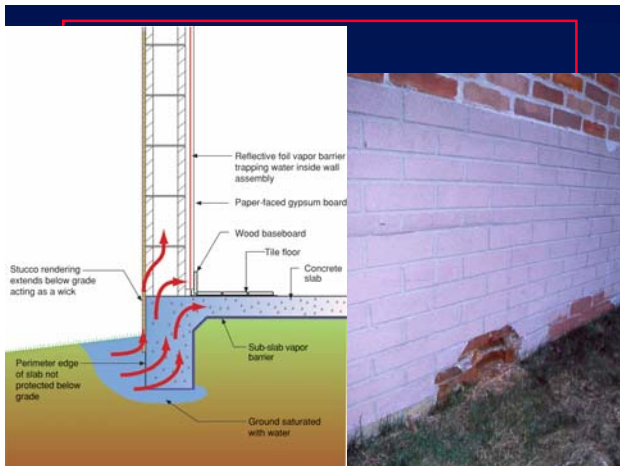 Reflective foil vapor barrier
trapping water inside wall
assembly
Paper-faced gypsum board
Wood baseboard
Tile floor
Concrete
slab
Stucco rendering
extends below grade
acting as a wick
Sub-slab vapor
barrier
Perimeter edge
of slab not
protected below
grade
Ground saturated
with water